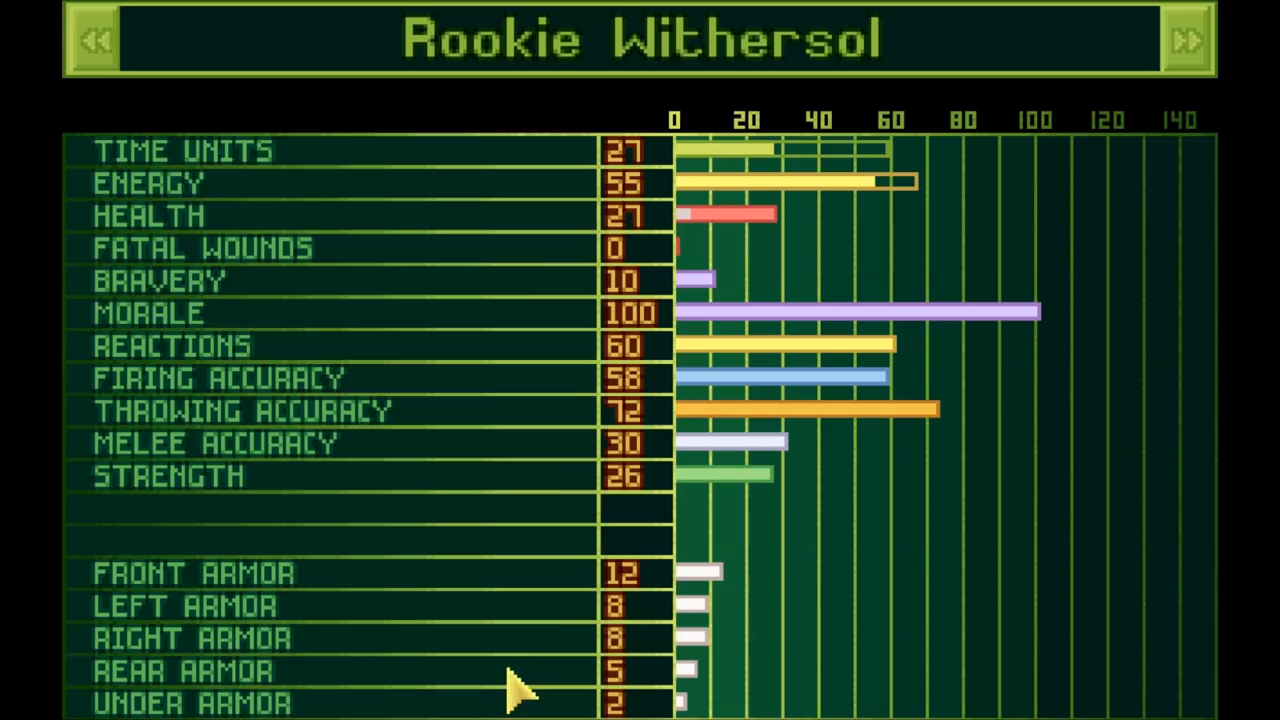 Rookie Withersol
0 20 40 60 80 100 120 140
TIME UNITS 27
ENERGY 55
HEALTH 27
FATAL WOUNDS 0
BRAVERY 10
MORALE 100
REACTIONS 60
FIRING ACCURACY 58
THROWING ACCURACY 72
MELEE ACCURACY 30
STRENGTH 26
FRONT ARMOR 12
LEFT ARMOR 8
RIGHT ARMOR 8
REAR ARMOR 5
UNDER ARMOR 2